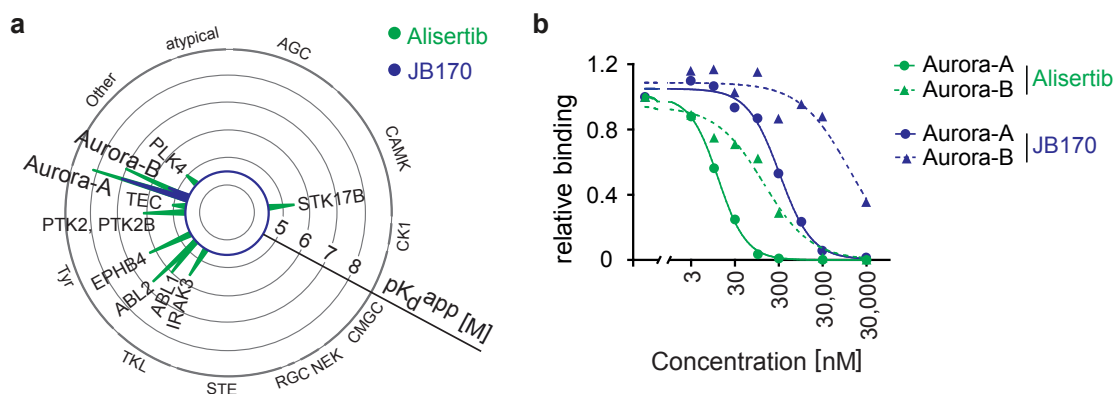 a
Alisertib
JB170
atypical
AGC
Other
CAMK
CK1
CMGC
RGC NEK
STE
TKL
Tyr
PLK4
Aurora-B
Aurora-A
TEC
PTK2, PTK2B
EPHB4
ABL2
ABL1
IRAK3
STK17B
5 6 7 8
pKdapp [M]
b
relative binding
1.2
0.8
0.4
0
3
30
300
30,00
30,000
Concentration [nM]
Aurora-A
Aurora-B
Alisertib
Aurora-A
Aurora-B
JB170